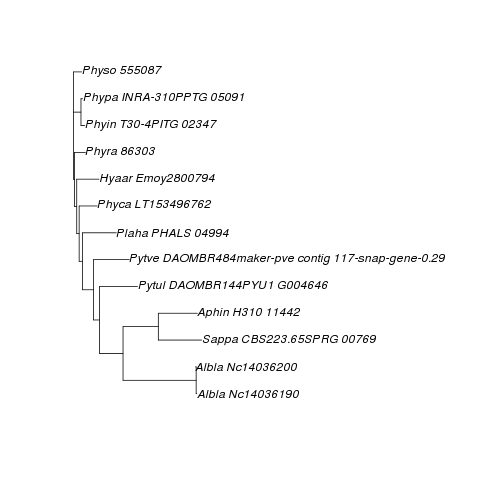 Physo 555087
Phypa INRA-310PPTG 05091
Phyin T30-4PITG 02347
Phyra 86303
Hyaar Emoy2800794
Phyca LT153496762
Plaha PHALS 04994
Pytve DAOMBR484maker-pve contig 117-snap-gene-0.29
Pytul DAOMBR144PYU1 G004646
Aphin H310 11442
Sappa CBS223.65SPRG 00769
Albla Nc14036200
Albla Nc14036190